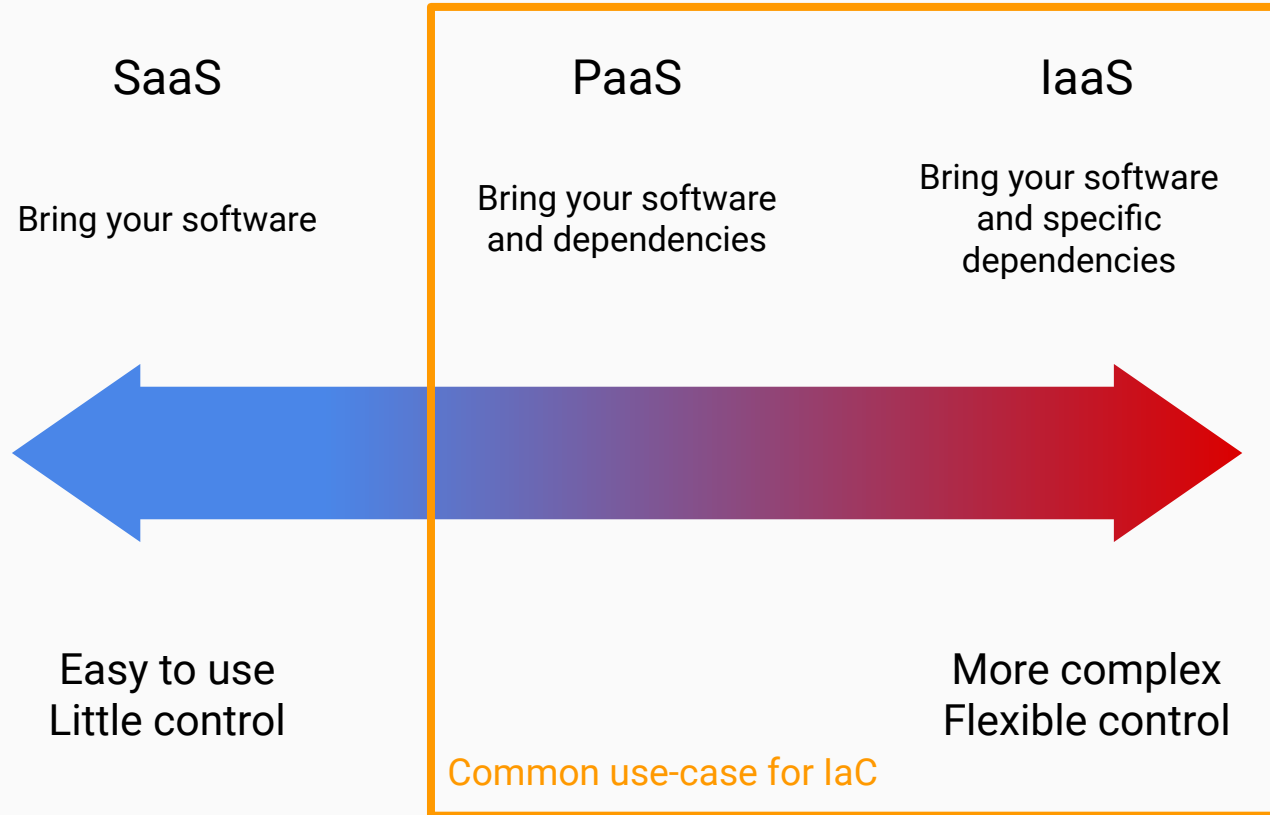 SaaS
PaaS
IaaS
Bring your software
Bring your software
and dependencies
Bring your software
and specific
dependencies
Easy to use
Little control
More complex
Flexible control
Common use-case for IaC